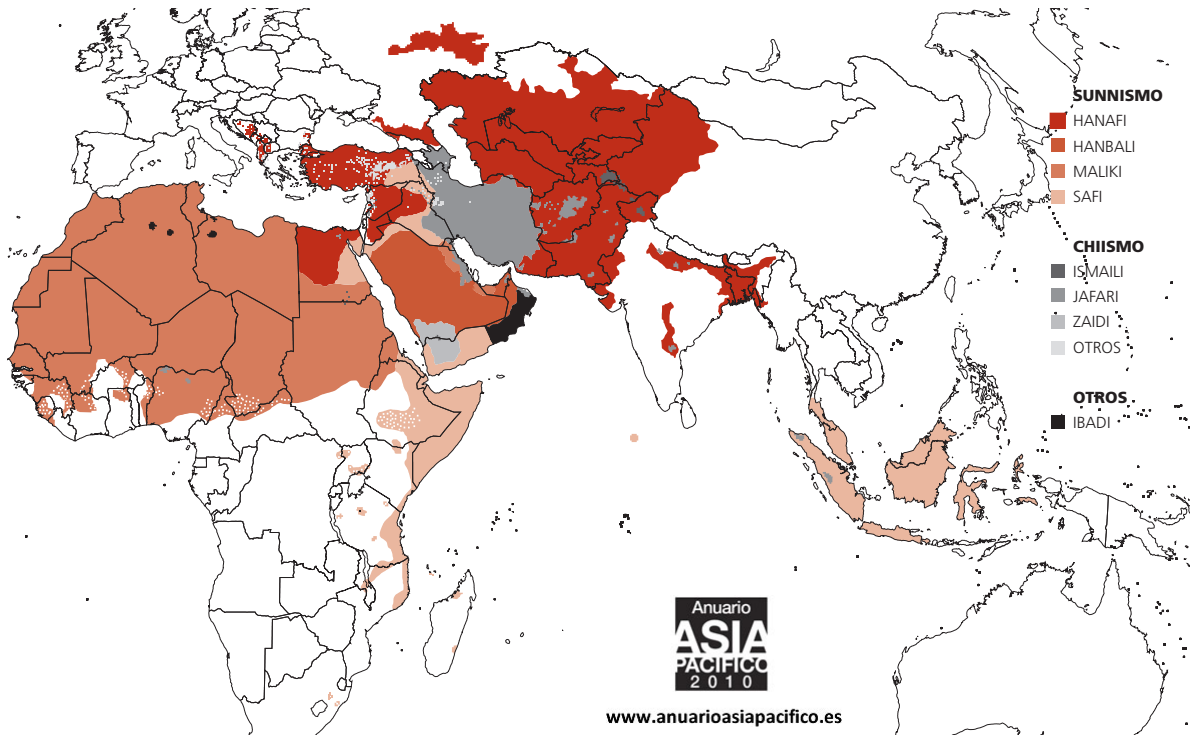 SUNNISMO
HANAFI
HANBALI
MALIKI
SAFI
CHIISMO
ISMAILI
JAFARI
ZAIDI
OTROS
OTROS
IBADI
Anuario
ASIA
PACIFICO
2010
www.anuarioasiapacifico.es